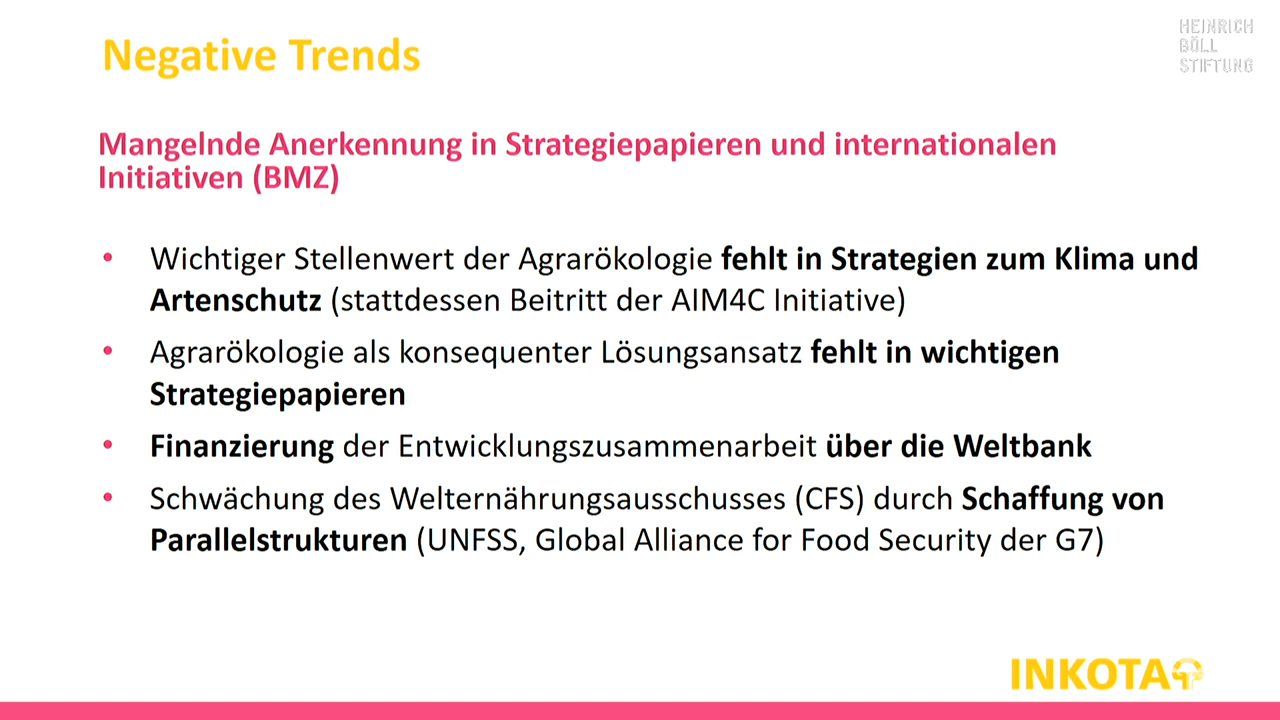 Negative Trends
HEINRICH
BÖLL
STIFTUNG
Mangelnde Anerkennung in Strategiepapieren und internationalen
Initiativen (BMZ)
• Wichtiger Stellenwert der Agrarökologie fehlt in Strategien zum Klima und
Artenschutz (stattdessen Beitritt der AIM4C Initiative)
• Agrarökologie als konsequenter Lösungsansatz fehlt in wichtigen
Strategiepapieren
• Finanzierung der Entwicklungszusammenarbeit über die Weltbank
• Schwächung des Welternährungsausschusses (CFS) durch Schaffung von
Parallelstrukturen (UNFSS, Global Alliance for Food Security der G7)
INKOTA